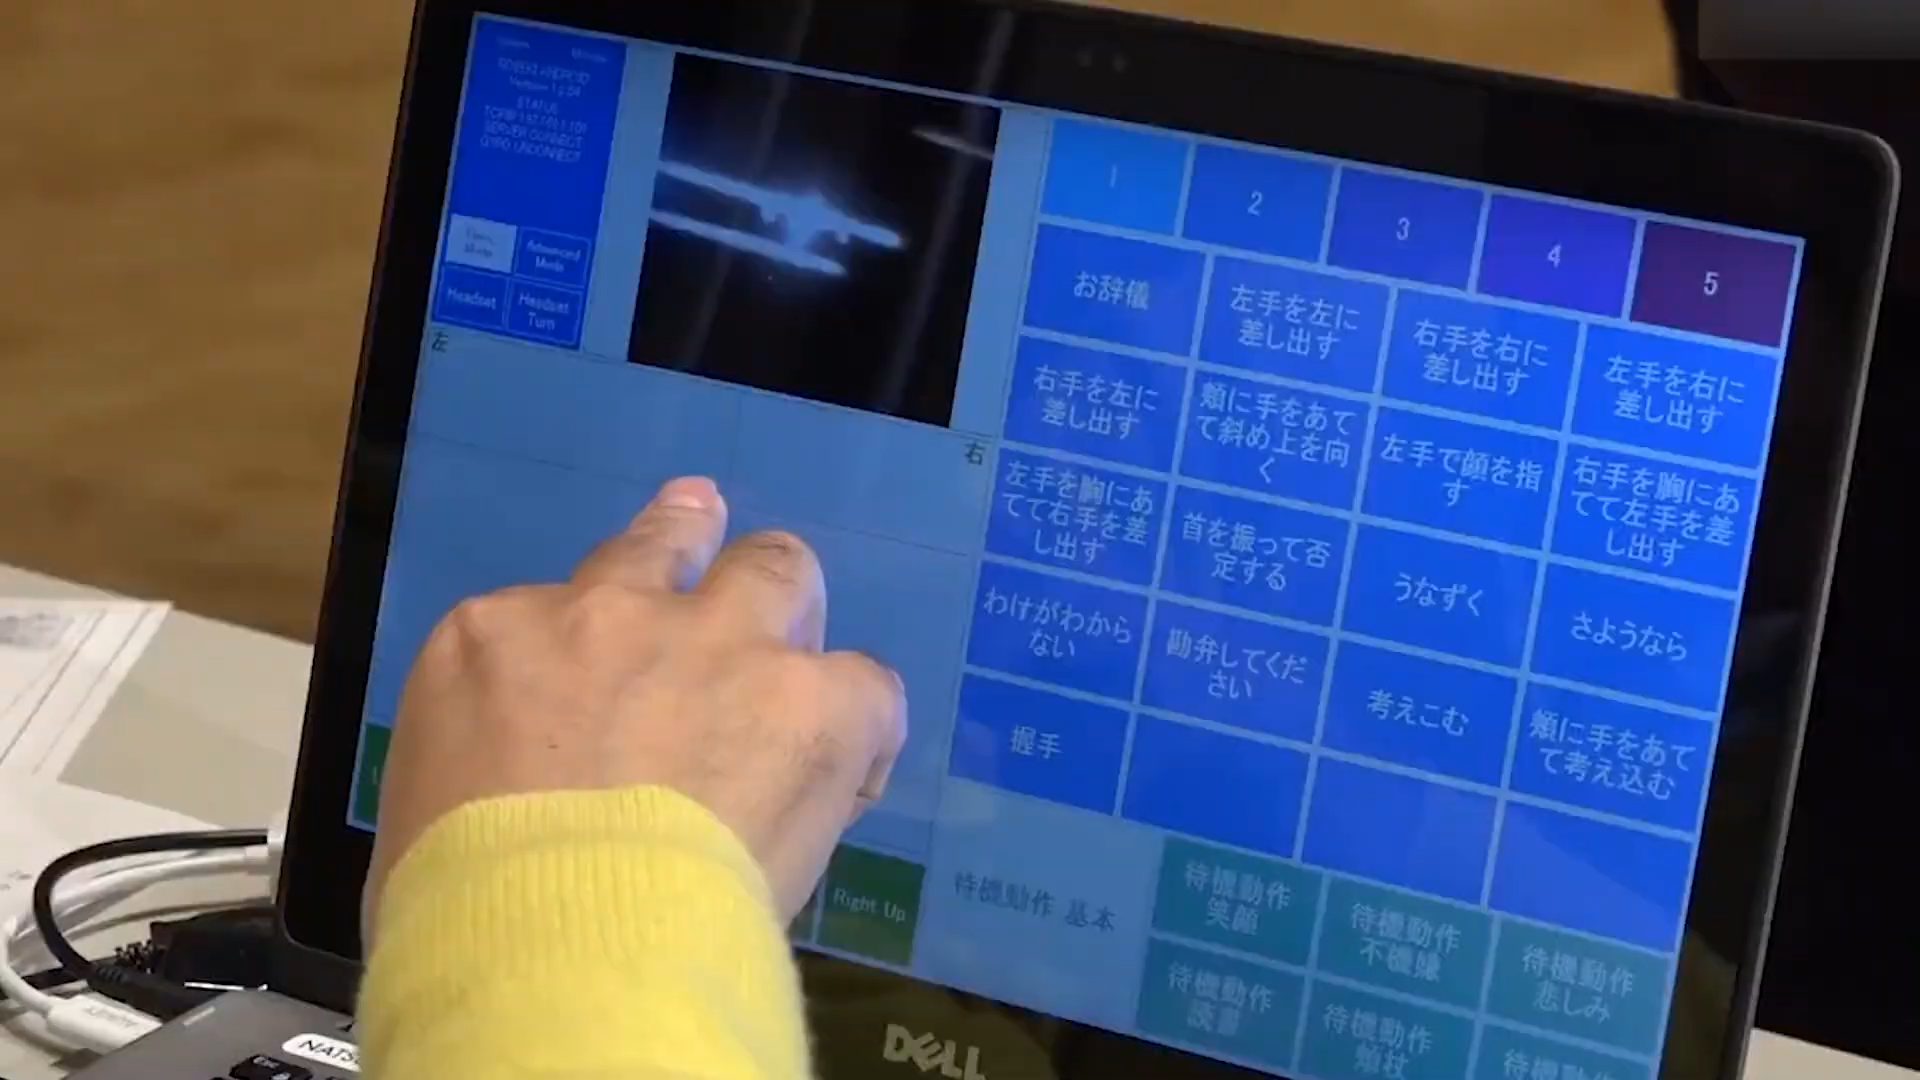 STATUS
SERVER CONNECT
Advanced
Mode
Headset
Headset
Turn
左
右
1
2
3
4
5
お辞儀
左手を左に
差し出す
右手を右に
差し出す
左手を右に
差し出す
右手を左に
差し出す
頬に手をあて
て斜め上を向
く
左手で顔を指
す
右手を胸にあ
てて左手を差
し出す
左手を胸にあ
てて右手を差
し出す
首を振って否
定する
うなずく
さようなら
わけがわから
ない
勘弁してくだ
さい
考えこむ
頬に手をあて
て考え込む
握手
Right Up
待機動作 基本
待機動作
笑顔
待機動作
不機嫌
待機動作
悲しみ
待機動作
読書
待機動作
頬杖
待機動作
DELL
Esc